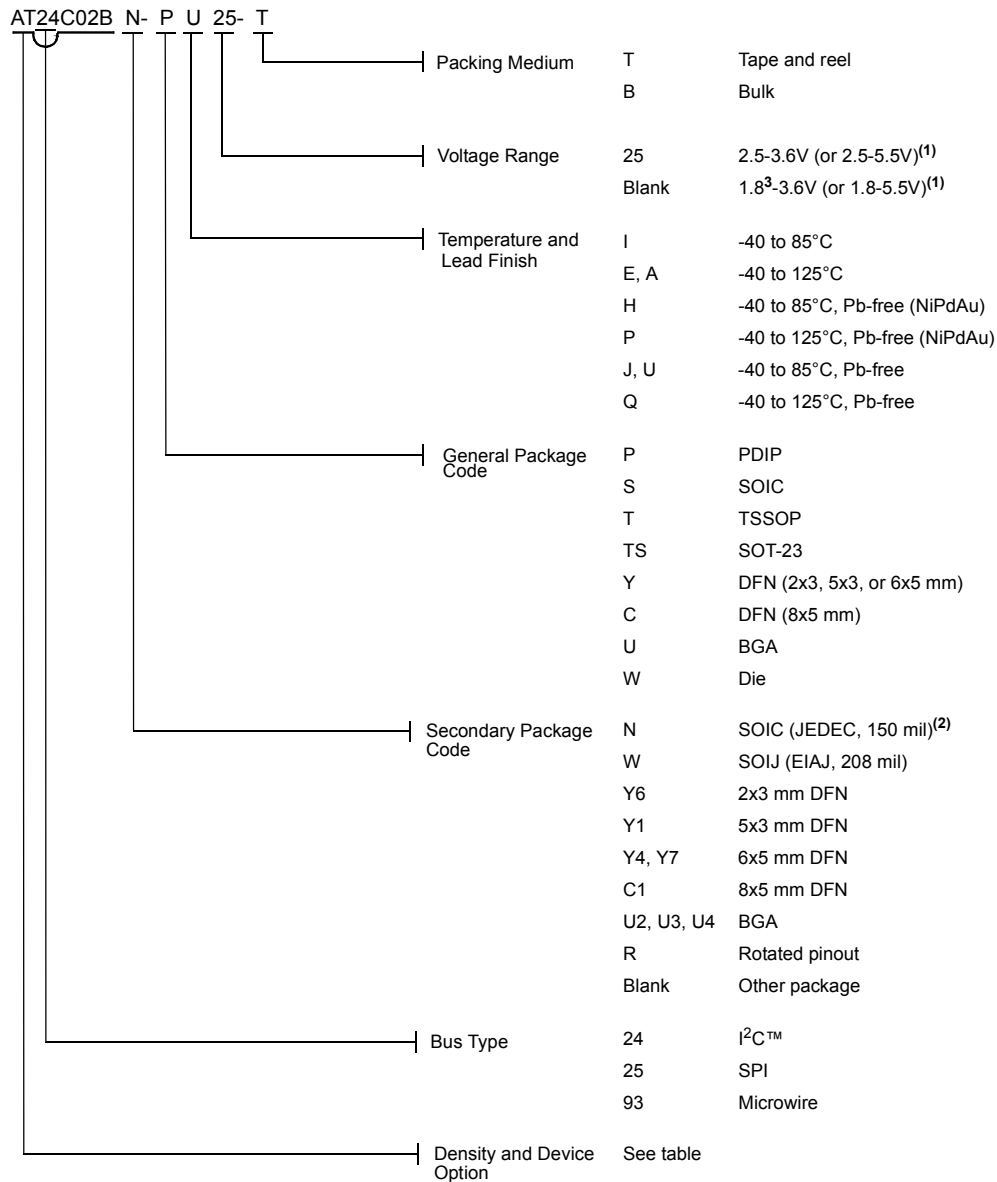 AT24C02B N- P U 25- T
Packing Medium T Tape and reel
B Bulk
Voltage Range 25 2.5-3.6V (or 2.5-5.5V)(1)
Blank 1.83-3.6V (or 1.8-5.5V)(1)
Temperature and I -40 to 85°C
Lead Finish
E, A -40 to 125°C
H -40 to 85°C, Pb-free (NiPdAu)
P -40 to 125°C, Pb-free (NiPdAu)
J, U -40 to 85°C, Pb-free
Q -40 to 125°C, Pb-free
General Package P PDIP
Code
S SOIC
T TSSOP
TS SOT-23
Y DFN (2x3, 5x3, or 6x5 mm)
C DFN (8x5 mm)
U BGA
W Die
Secondary Package N SOIC (JEDEC, 150 mil)(2)
Code
W SOIJ (EIAJ, 208 mil)
Y6 2x3 mm DFN
Y1 5x3 mm DFN
Y4, Y7 6x5 mm DFN
C1 8x5 mm DFN
U2, U3, U4 BGA
R Rotated pinout
Blank Other package
Bus Type 24 I2C™
25 SPI
93 Microwire
Density and Device See table
Option